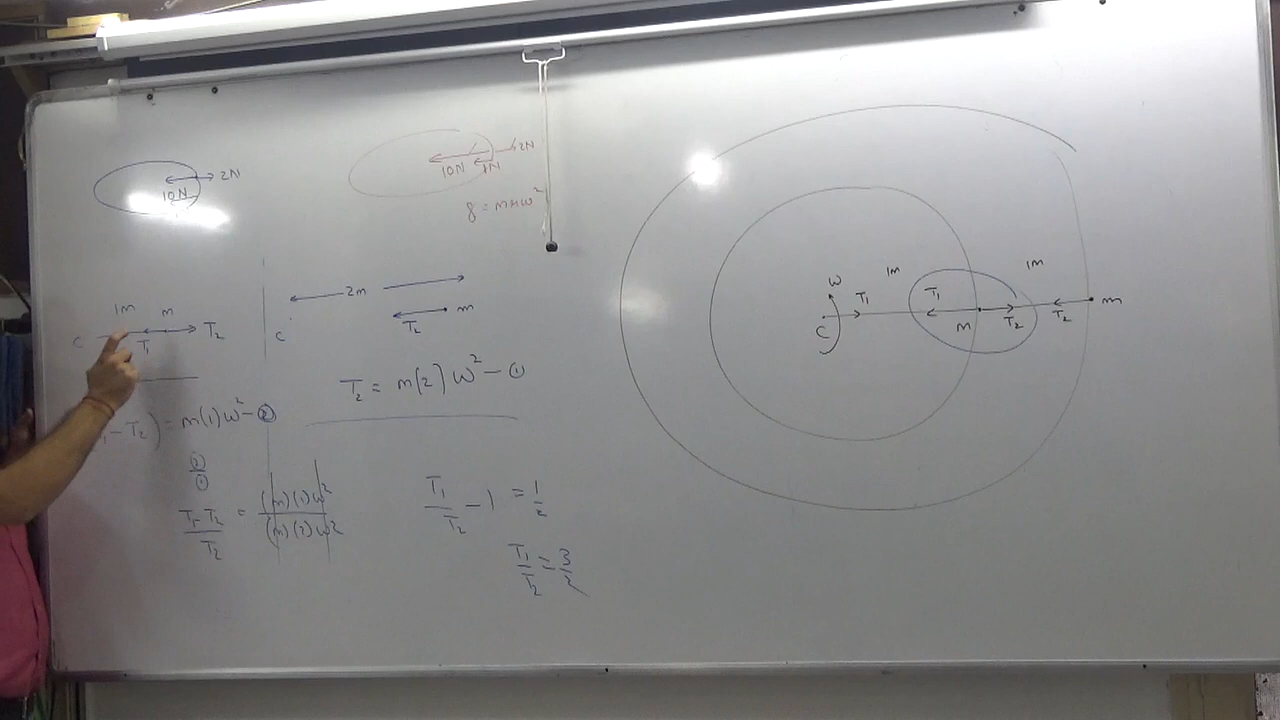 2N
10N
10N 1N 2N
f = mrω²
1m m
C T₁ T₂
2m
C T₂ m
T₂ = m(2)ω² – ①
–T₂) = m(1)ω² – ②
②
①
T₁-T₂ = (m)(1)ω²
T₂ (m)(2)ω²
T₁ – 1 = 1
T₂ 2
T₁ = 3
T₂ 2
ω 1m 1m
T₁ T₁ m
C m T₂ T₂